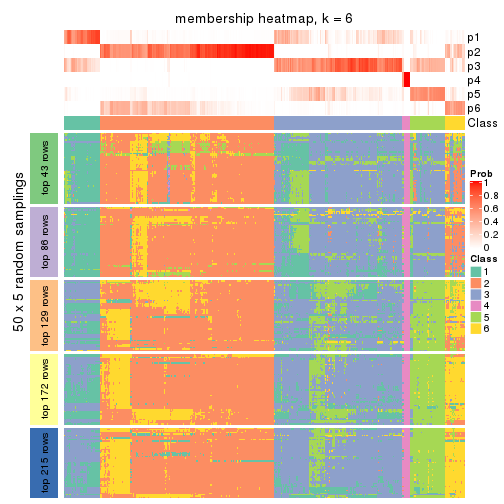 membership heatmap, k = 6
p1
p2
p3
p4
p5
p6
Class
50 x 5 random samplings
top 43 rows
top 86 rows
top 129 rows
top 172 rows
top 215 rows
Prob
1
0.8
0.6
0.4
0.2
0
Class
1
2
3
4
5
6